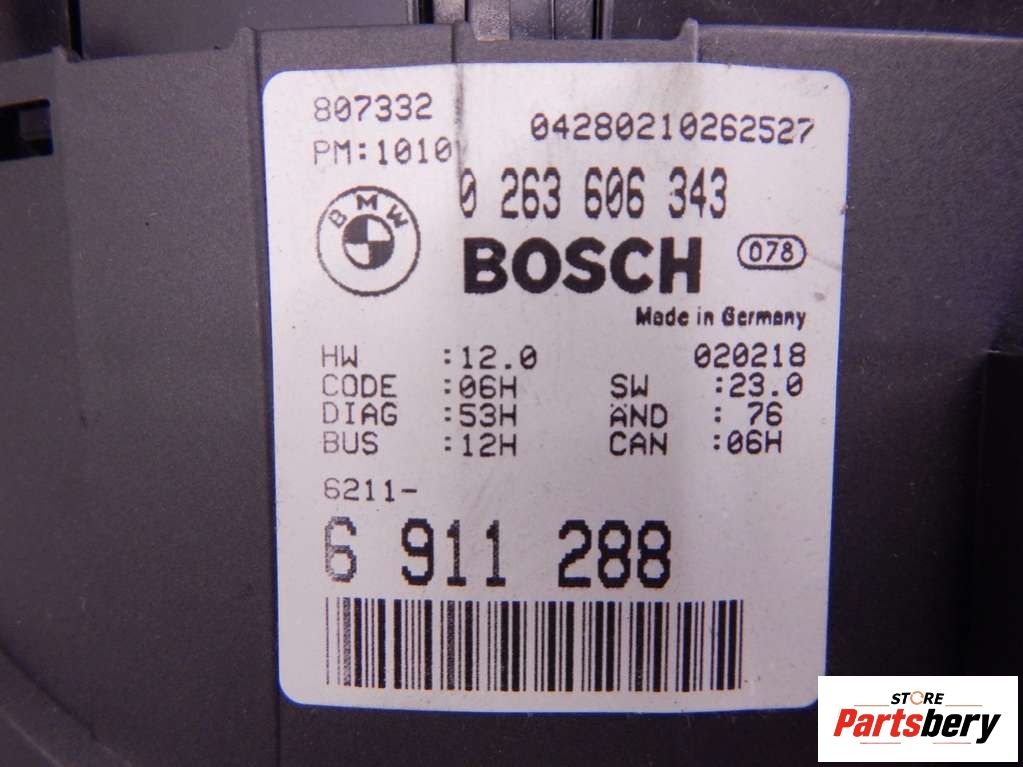 807332
04280210262527
PM:1010
0 263 606 343
BMW
BOSCH 078
Made in Germany
HW :12.0 020218
CODE :06H SW :23.0
DIAG :53H ÄND : 76
BUS :12H CAN :06H
6211-
6 911 288
STORE
Partsbery